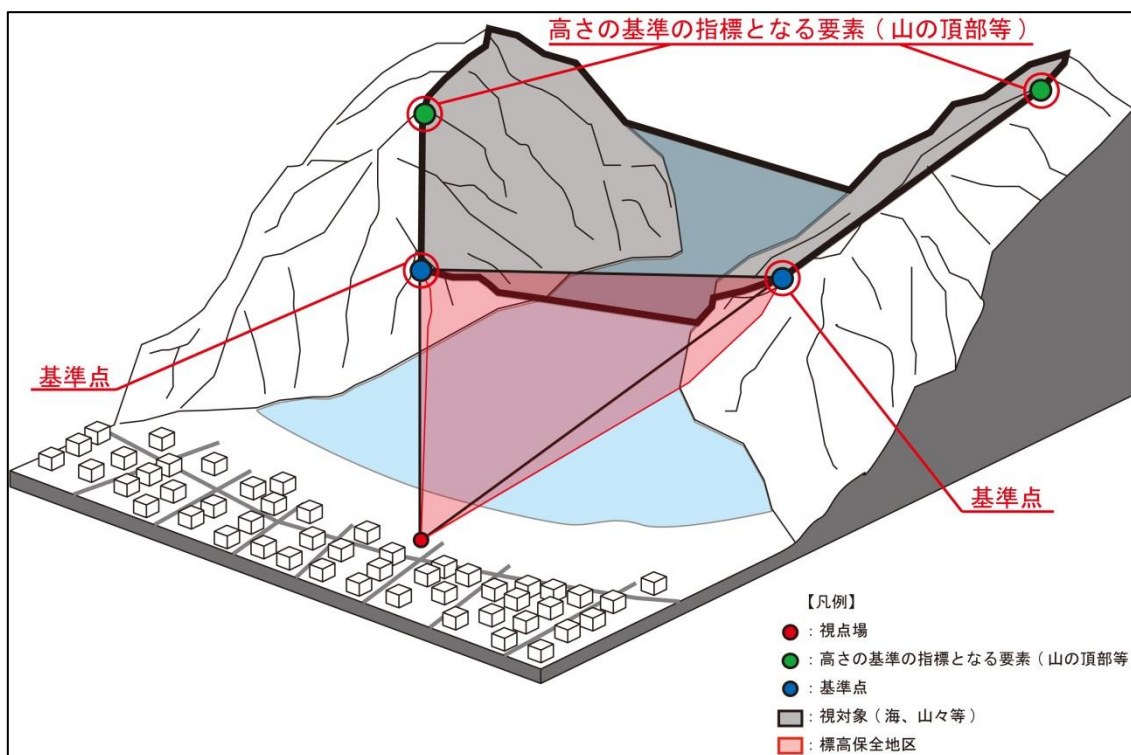 高さの基準の指標となる要素（山の頂部等）
基準点
基準点
【凡例】
：視点場
：高さの基準の指標となる要素（山の頂部等
：基準点
：視対象（海、山々等）
：標高保全地区